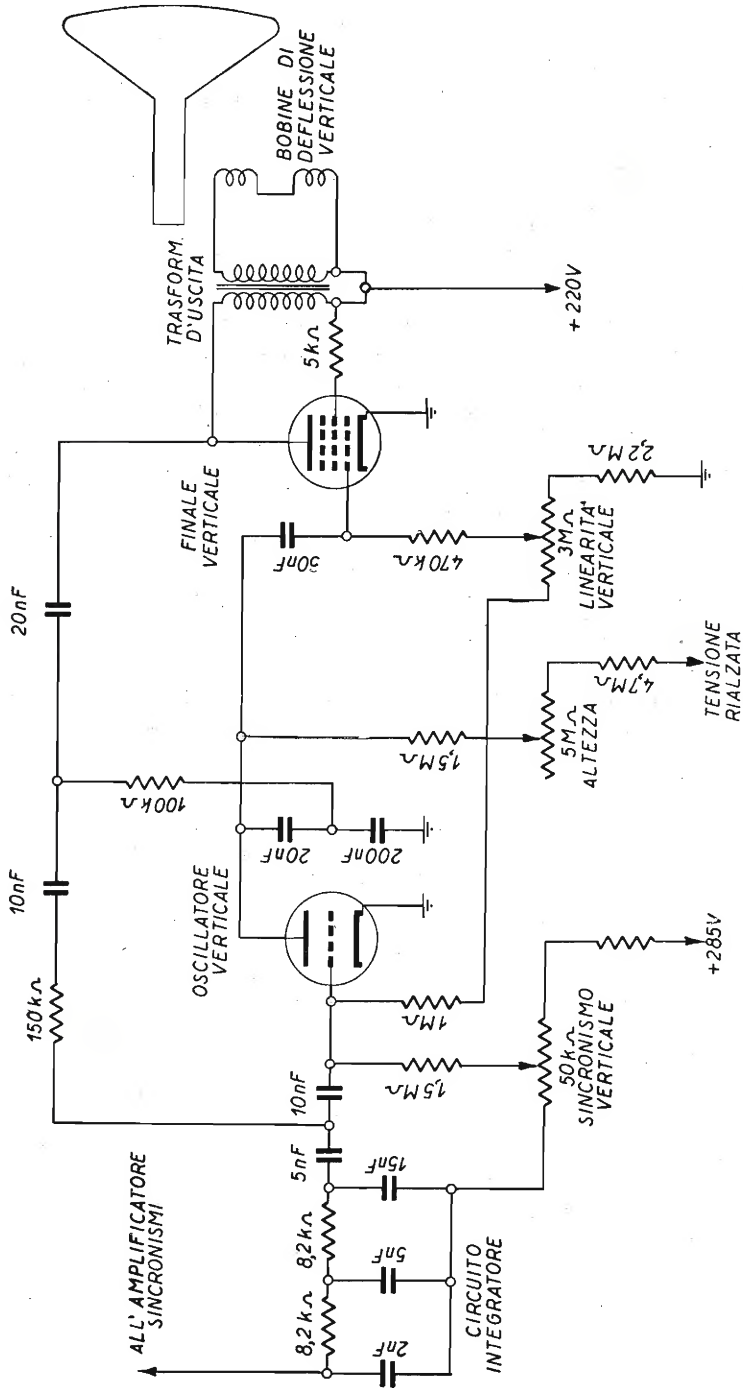 ALL' AMPLIFICATORE
SINCRONISMI
150kΩ
10nF
20nF
TRASFORM.
D'USCITA
BOBINE DI
DEFLESSIONE
VERTICALE
8,2kΩ
8,2kΩ
5nF
10nF
OSCILLATORE
VERTICALE
100kΩ
FINALE
VERTICALE
5kΩ
2nF
5nF
15nF
1,5MΩ
1MΩ
20nF
200nF
1,5MΩ
50nF
470kΩ
CIRCUITO
INTEGRATORE
50kΩ
SINCRONISMO
VERTICALE
+285V
5MΩ
ALTEZZA
4,7MΩ
TENSIONE
RIALZATA
3MΩ
LINEARITA'
VERTICALE
2,2MΩ
+220V